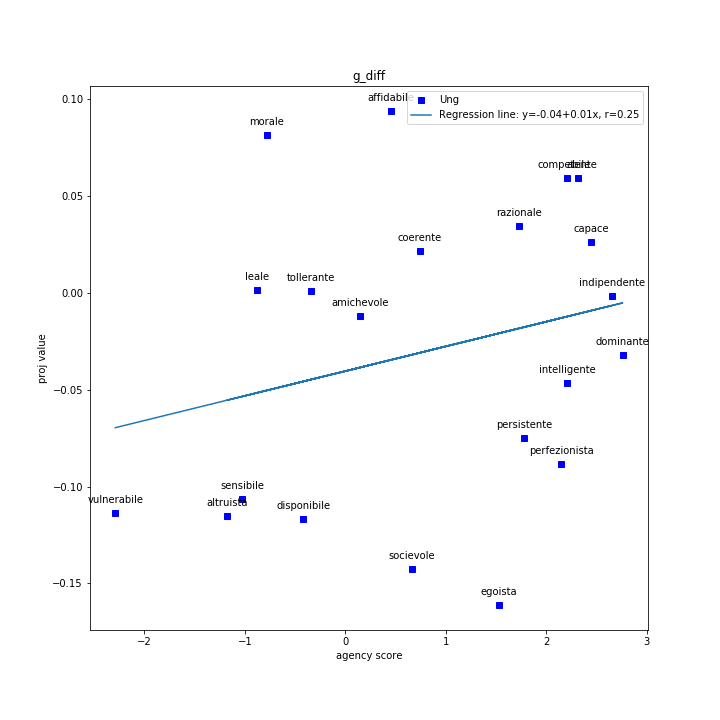 g_diff
Ung
Regression line: y=-0.04+0.01x, r=0.25
affidabile
morale
razionale
capace
coerente
leale
tollerante
indipendente
amichevole
dominante
intelligente
persistente
perfezionista
sensibile
vulnerabile
altruista
disponibile
socievole
egoista
0.10
0.05
0.00
−0.05
−0.10
−0.15
proj value
−2
−1
0
1
2
3
agency score